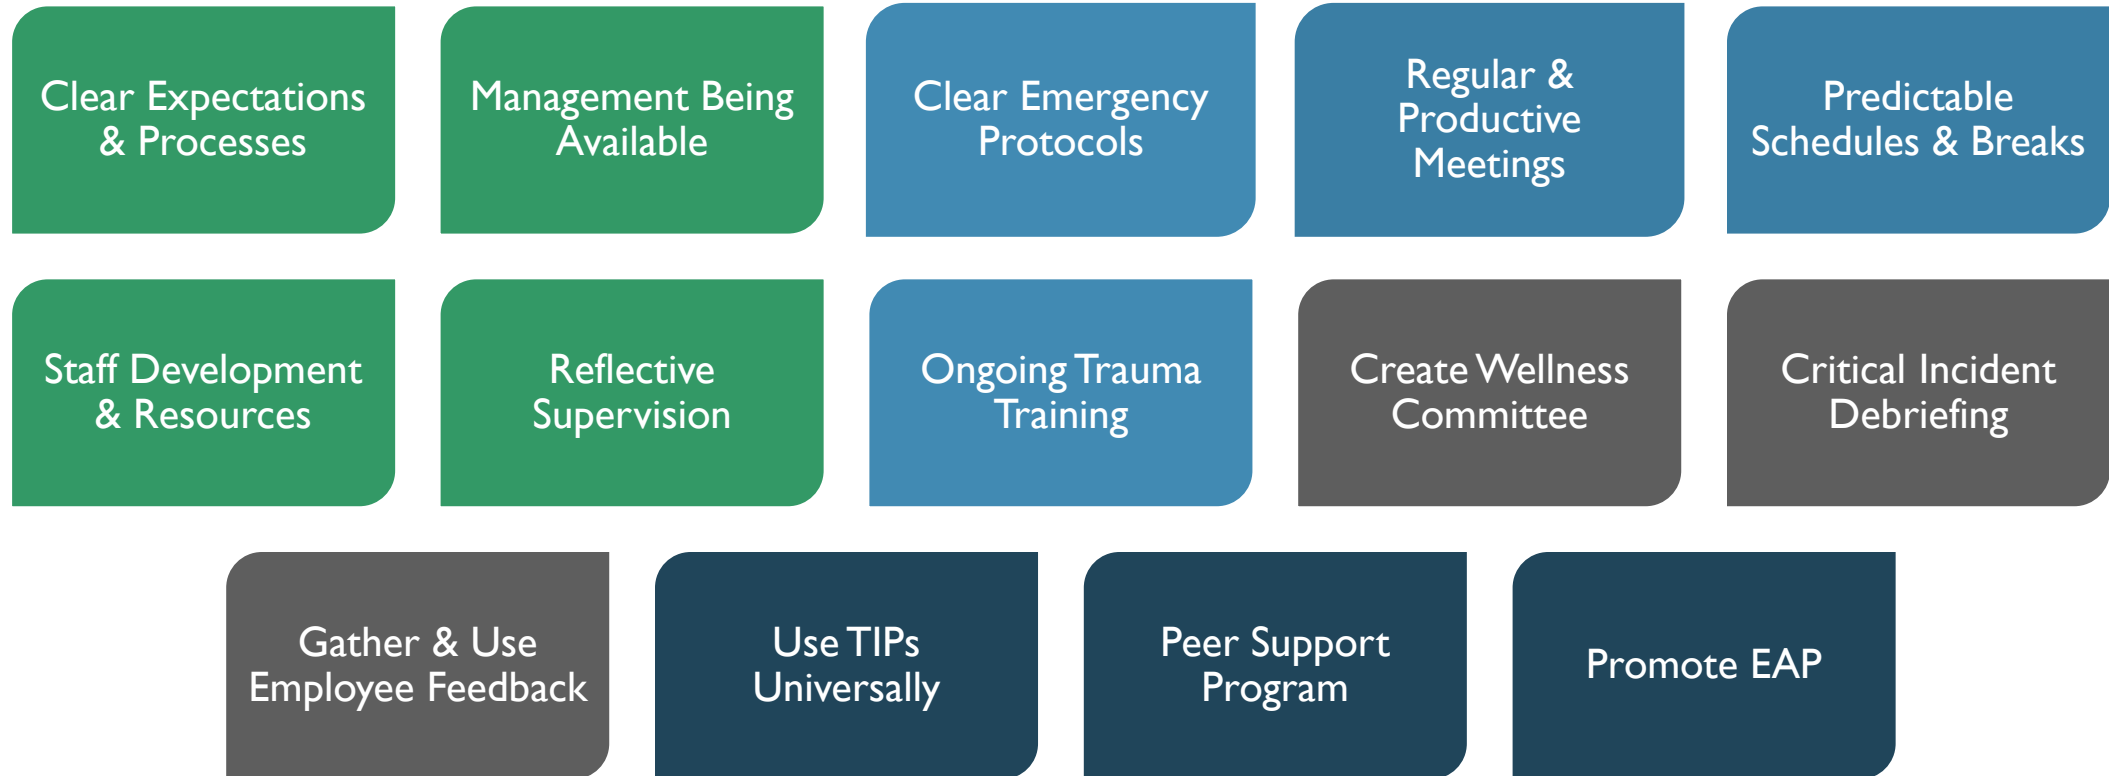 Clear Expectations
& Processes
Management Being
Available
Clear Emergency
Protocols
Regular &
Productive
Meetings
Predictable
Schedules & Breaks
Staff Development
& Resources
Reflective
Supervision
Ongoing Trauma
Training
Create Wellness
Committee
Critical Incident
Debriefing
Gather & Use
Employee Feedback
Use TIPs
Universally
Peer Support
Program
Promote EAP